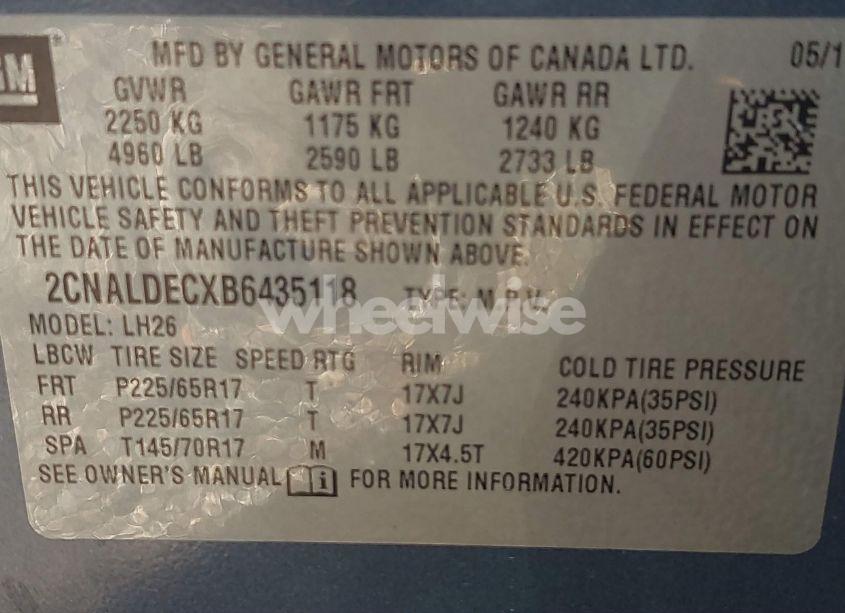 GM
MFD BY GENERAL MOTORS OF CANADA LTD. 05/1
GVWR GAWR FRT GAWR RR
2250 KG 1175 KG 1240 KG
4960 LB 2590 LB 2733 LB
THIS VEHICLE CONFORMS TO ALL APPLICABLE U.S. FEDERAL MOTOR
VEHICLE SAFETY AND THEFT PREVENTION STANDARDS IN EFFECT ON
THE DATE OF MANUFACTURE SHOWN ABOVE.
2CNALDECXB6435118 TYPE: M.P.V.
wheelwise
MODEL: LH26
LBCW TIRE SIZE SPEED RTG RIM COLD TIRE PRESSURE
FRT P225/65R17 T 17X7J 240KPA(35PSI)
RR P225/65R17 T 17X7J 240KPA(35PSI)
SPA T145/70R17 M 17X4.5T 420KPA(60PSI)
SEE OWNER'S MANUAL i FOR MORE INFORMATION.